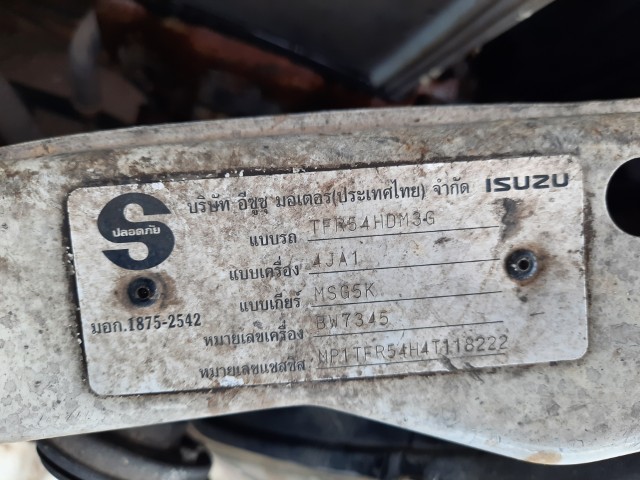 บริษัท อีซูซุ มอเตอร์(ประเทศไทย) จำกัด ISUZU
ปลอดภัย
แบบรถ TFR54HDM3G
แบบเครื่อง 4JA1
แบบเกียร์ MSG5K
มอก.1875-2542
หมายเลขเครื่อง BW7345
หมายเลขแชสซีส์ MP1TFR54H4T118222